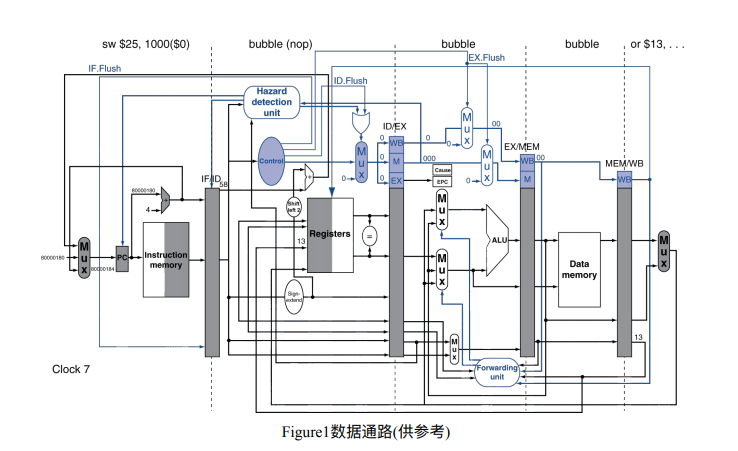 sw $25, 1000($0)
bubble (nop)
bubble
bubble
or $13, . . .
IF.Flush
ID.Flush
EX.Flush
Hazard
detection
unit
Control
M
u
x
0
ID/EX
WB
M
EX
0
0
0
0
000
M
u
x
0
00
Cause
EPC
M
u
x
0
EX/MEM
WB
M
00
MEM/WB
WB
IF/ID
58
80000180
4
+
+
Shift
left 2
80000180
80000184
M
u
x
PC
Instruction
memory
13
Registers
=
Sign-
extend
M
u
x
M
u
x
ALU
Data
memory
M
u
x
M
u
x
Forwarding
unit
13
Clock 7
Figure1数据通路(供参考)